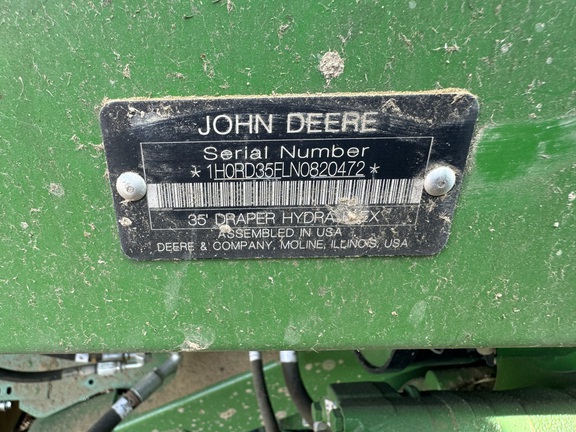 JOHN DEERE
Serial Number
*1H0RD35FLN0820472*
35' DRAPER
ASSEMBLED IN USA
DEERE & COMPANY, MOLINE, ILLINOIS, USA